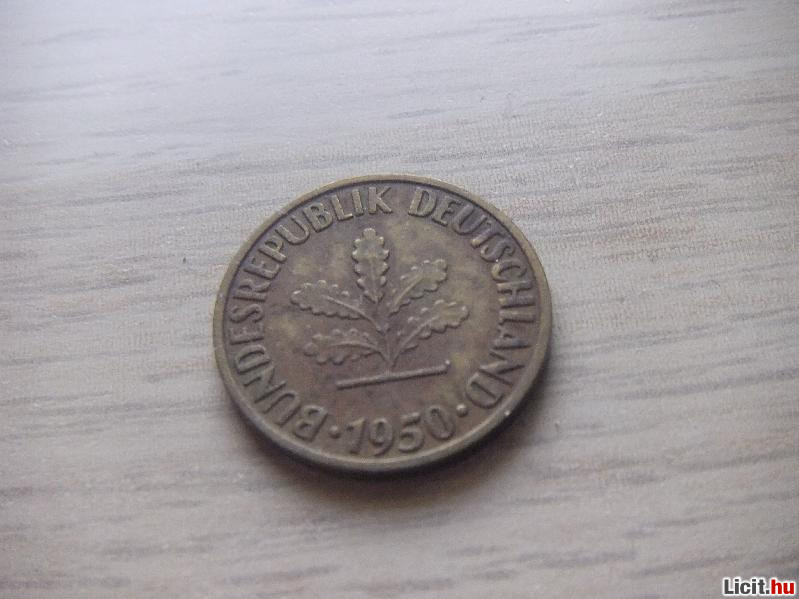 BUNDESREPUBLIK DEUTSCHLAND
· 1950 ·
Licit.hu